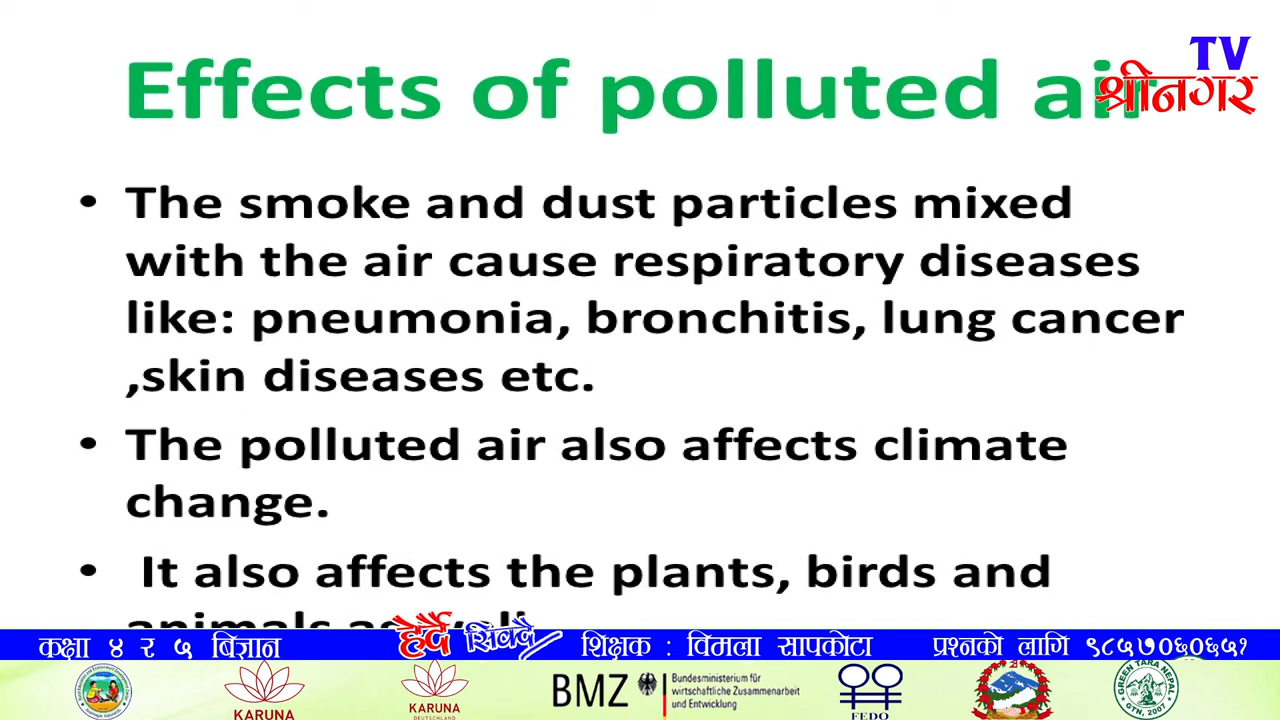 TV
श्रीनगर
Effects of polluted air
• The smoke and dust particles mixed
with the air cause respiratory diseases
like: pneumonia, bronchitis, lung cancer
,skin diseases etc.
• The polluted air also affects climate
change.
• It also affects the plants, birds and
animals as well
कक्षा ४ र ५ बिज्ञान
हेर्दै सिक्दै
शिक्षक : विमला सापकोटा
प्रश्नको लागि ९८५७०६०६५१
KARUNA
KARUNA
DEUTSCHLAND
BMZ
Bundesministerium für
wirtschaftliche Zusammenarbeit
und Entwicklung
FEDO
GREEN TARA NEPAL
GTN, 2007